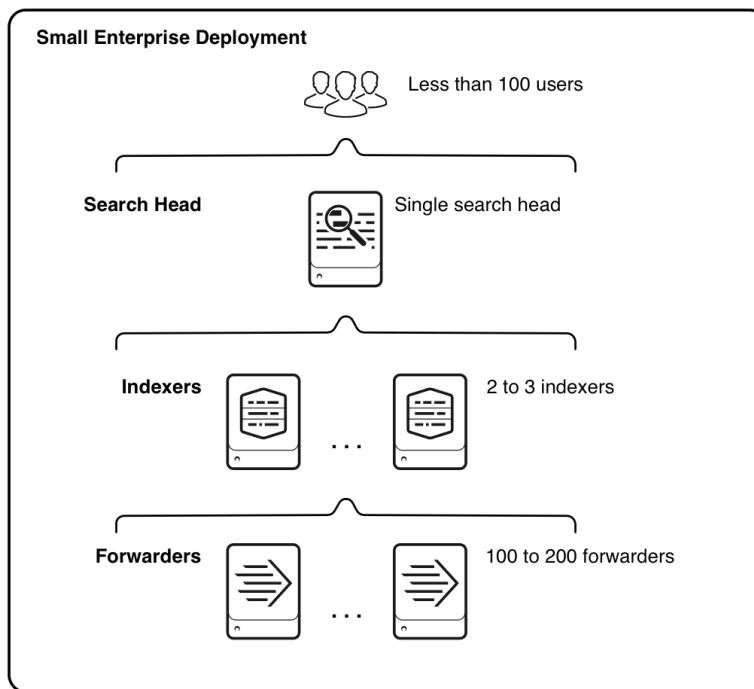 Small Enterprise Deployment
Less than 100 users
Search Head
Single search head
Indexers
2 to 3 indexers
. . .
Forwarders
100 to 200 forwarders
. . .